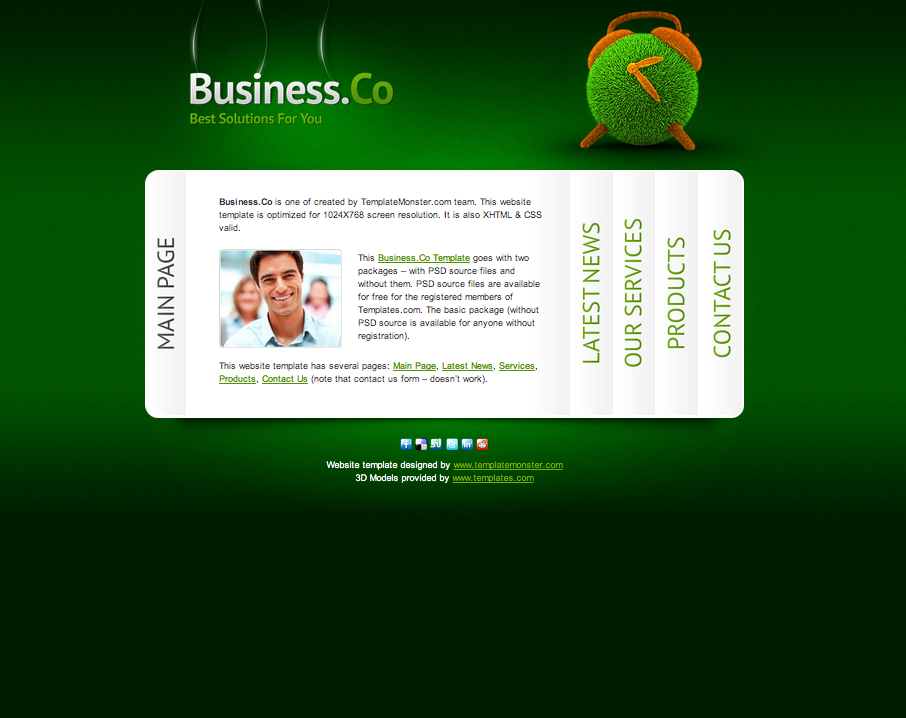 Business.Co
Best Solutions For You
MAIN PAGE
Business.Co is one of created by TemplateMonster.com team. This website
template is optimized for 1024X768 screen resolution. It is also XHTML & CSS
valid.
This Business.Co Template goes with two
packages – with PSD source files and
without them. PSD source files are available
for free for the registered members of
Templates.com. The basic package (without
PSD source is available for anyone without
registration).
This website template has several pages: Main Page, Latest News, Services,
Products, Contact Us (note that contact us form – doesn't work).
LATEST NEWS
OUR SERVICES
PRODUCTS
CONTACT US
Website template designed by www.templatemonster.com
3D Models provided by www.templates.com